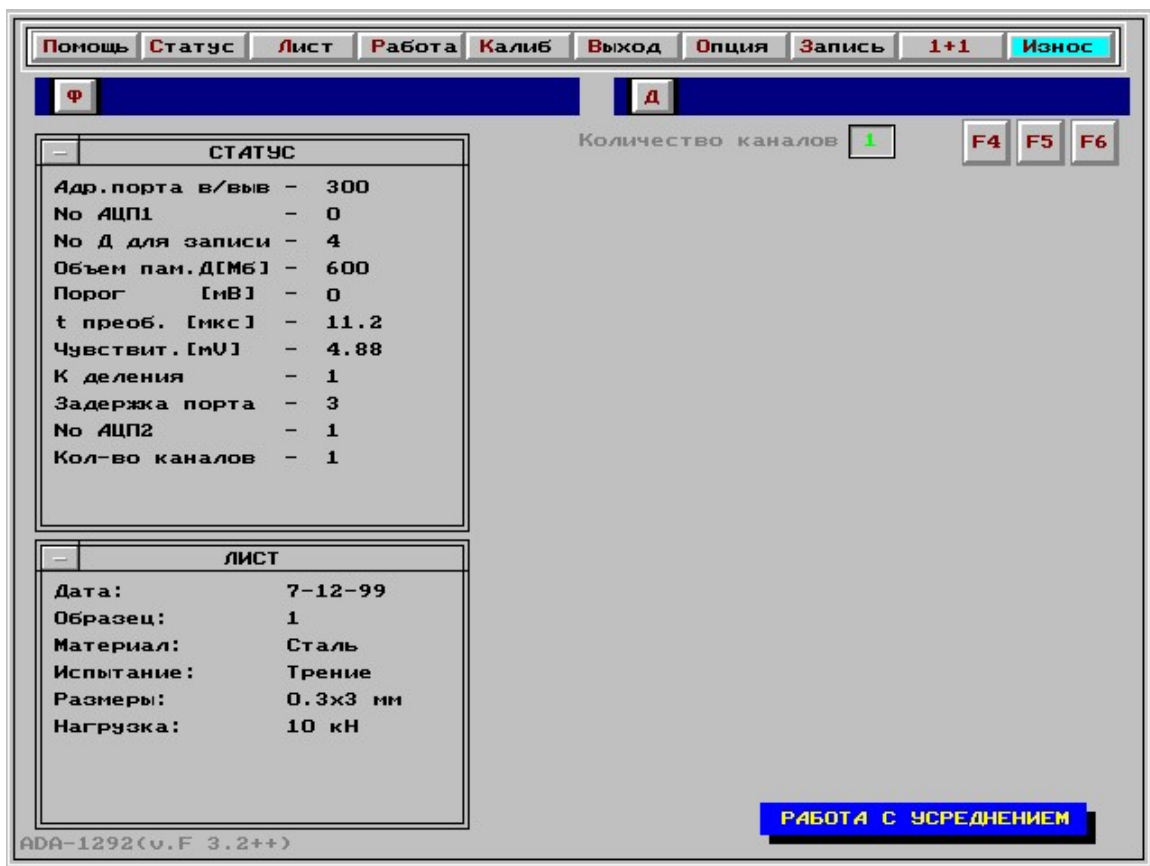 Помощь Статус Лист Работа Калиб Выход Опция Запись 1+1 Износ
Ф Д
Количество каналов 1 F4 F5 F6
СТАТУС
Адр.порта в/выв - 300
No АЦП1 - 0
No Д для записи - 4
Объем пам.Д[Мб] - 600
Порог [мВ] - 0
t преоб. [мкс] - 11.2
Чувствит.[mV] - 4.88
К деления - 1
Задержка порта - 3
No АЦП2 - 1
Кол-во каналов - 1
ЛИСТ
Дата: 7-12-99
Образец: 1
Материал: Сталь
Испытание: Трение
Размеры: 0.3x3 мм
Нагрузка: 10 кН
РАБОТА С УСРЕДНЕНИЕМ
ADA-1292(v.F 3.2++)